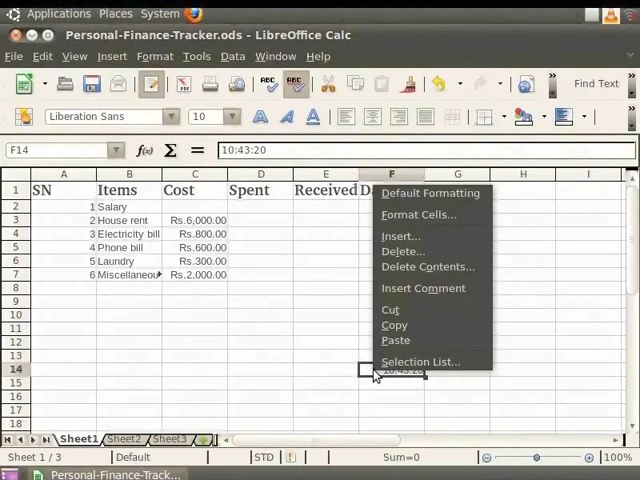 Applications Places System
Personal-Finance-Tracker.ods - LibreOffice Calc
File Edit View Insert Format Tools Data Window Help
ABC ABC Find Text
Liberation Sans 10
F14 f(x) Σ = 10:43:20
A B C D E F G H I
1 SN Items Cost Spent Received
2 1 Salary
3 2 House rent Rs.6,000.00
4 3 Electricity bill Rs.800.00
5 4 Phone bill Rs.600.00
6 5 Laundry Rs.300.00
7 6 Miscellaneou Rs.2,000.00
8
9
10
11
12
13
14 10:43:20
15
16
17
18
Default Formatting
Format Cells...
Insert...
Delete...
Delete Contents...
Insert Comment
Cut
Copy
Paste
Selection List...
Sheet1 Sheet2 Sheet3
Sheet 1 / 3 Default STD Sum=0 100%
Personal-Finance-Track...